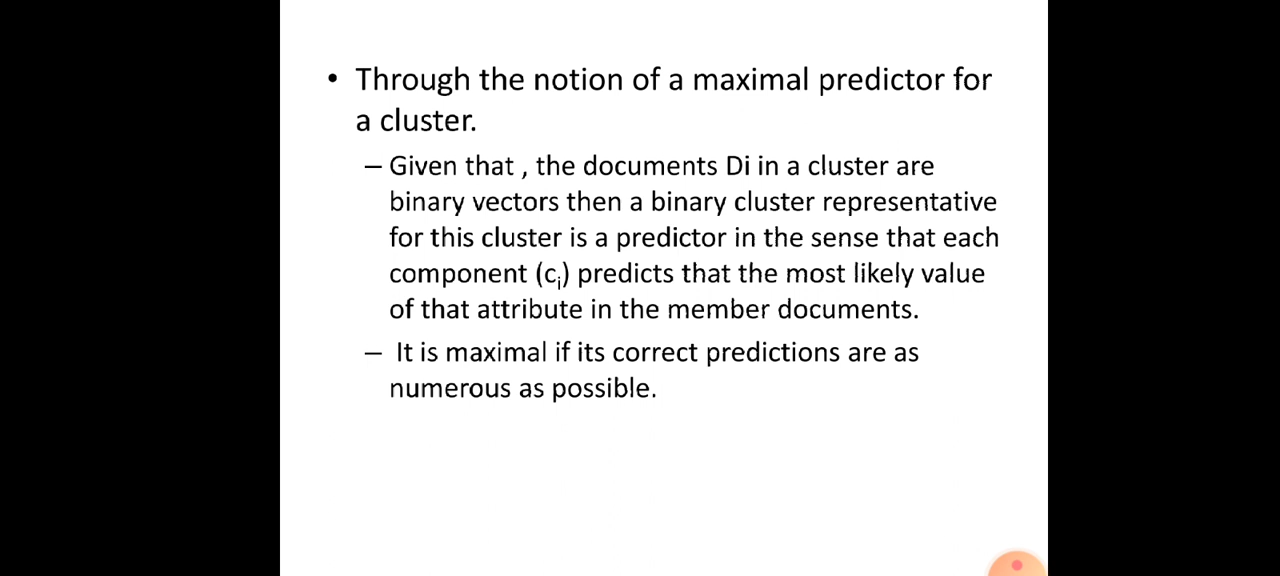 • Through the notion of a maximal predictor for
a cluster.
– Given that , the documents Di in a cluster are
binary vectors then a binary cluster representative
for this cluster is a predictor in the sense that each
component (ci) predicts that the most likely value
of that attribute in the member documents.
– It is maximal if its correct predictions are as
numerous as possible.